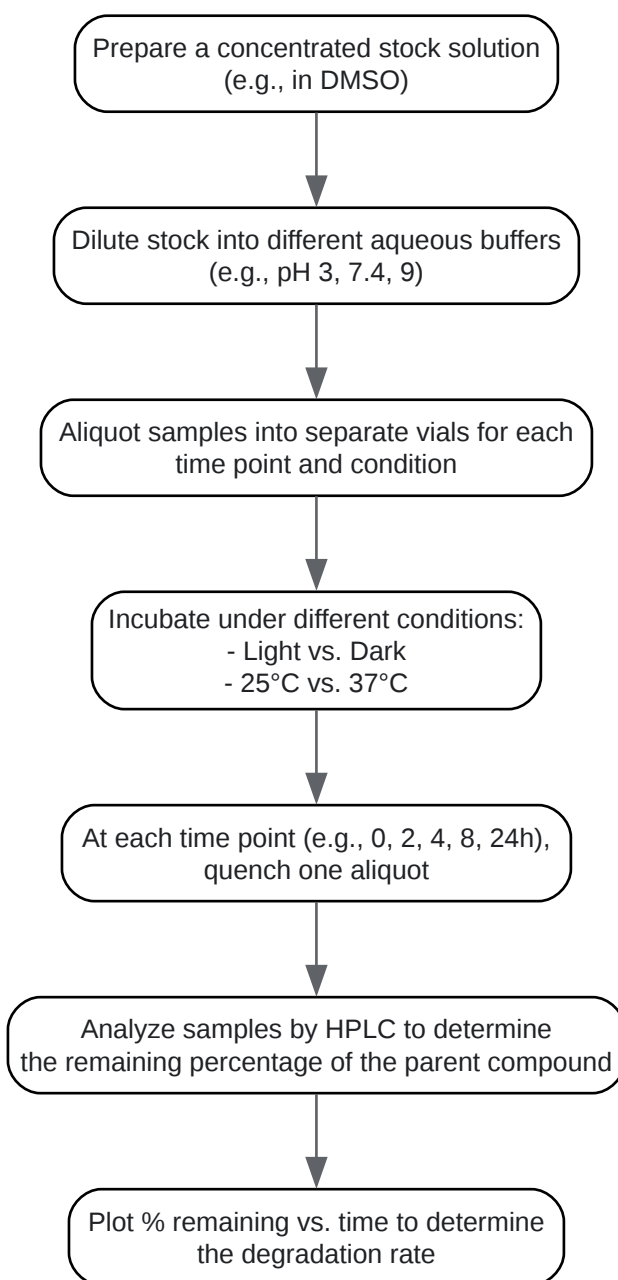 Prepare a concentrated stock solution
(e.g., in DMSO)
Dilute stock into different aqueous buffers
(e.g., pH 3, 7.4, 9)
Aliquot samples into separate vials for each
time point and condition
Incubate under different conditions:
- Light vs. Dark
- 25°C vs. 37°C
At each time point (e.g., 0, 2, 4, 8, 24h),
quench one aliquot
Analyze samples by HPLC to determine
the remaining percentage of the parent compound
Plot % remaining vs. time to determine
the degradation rate